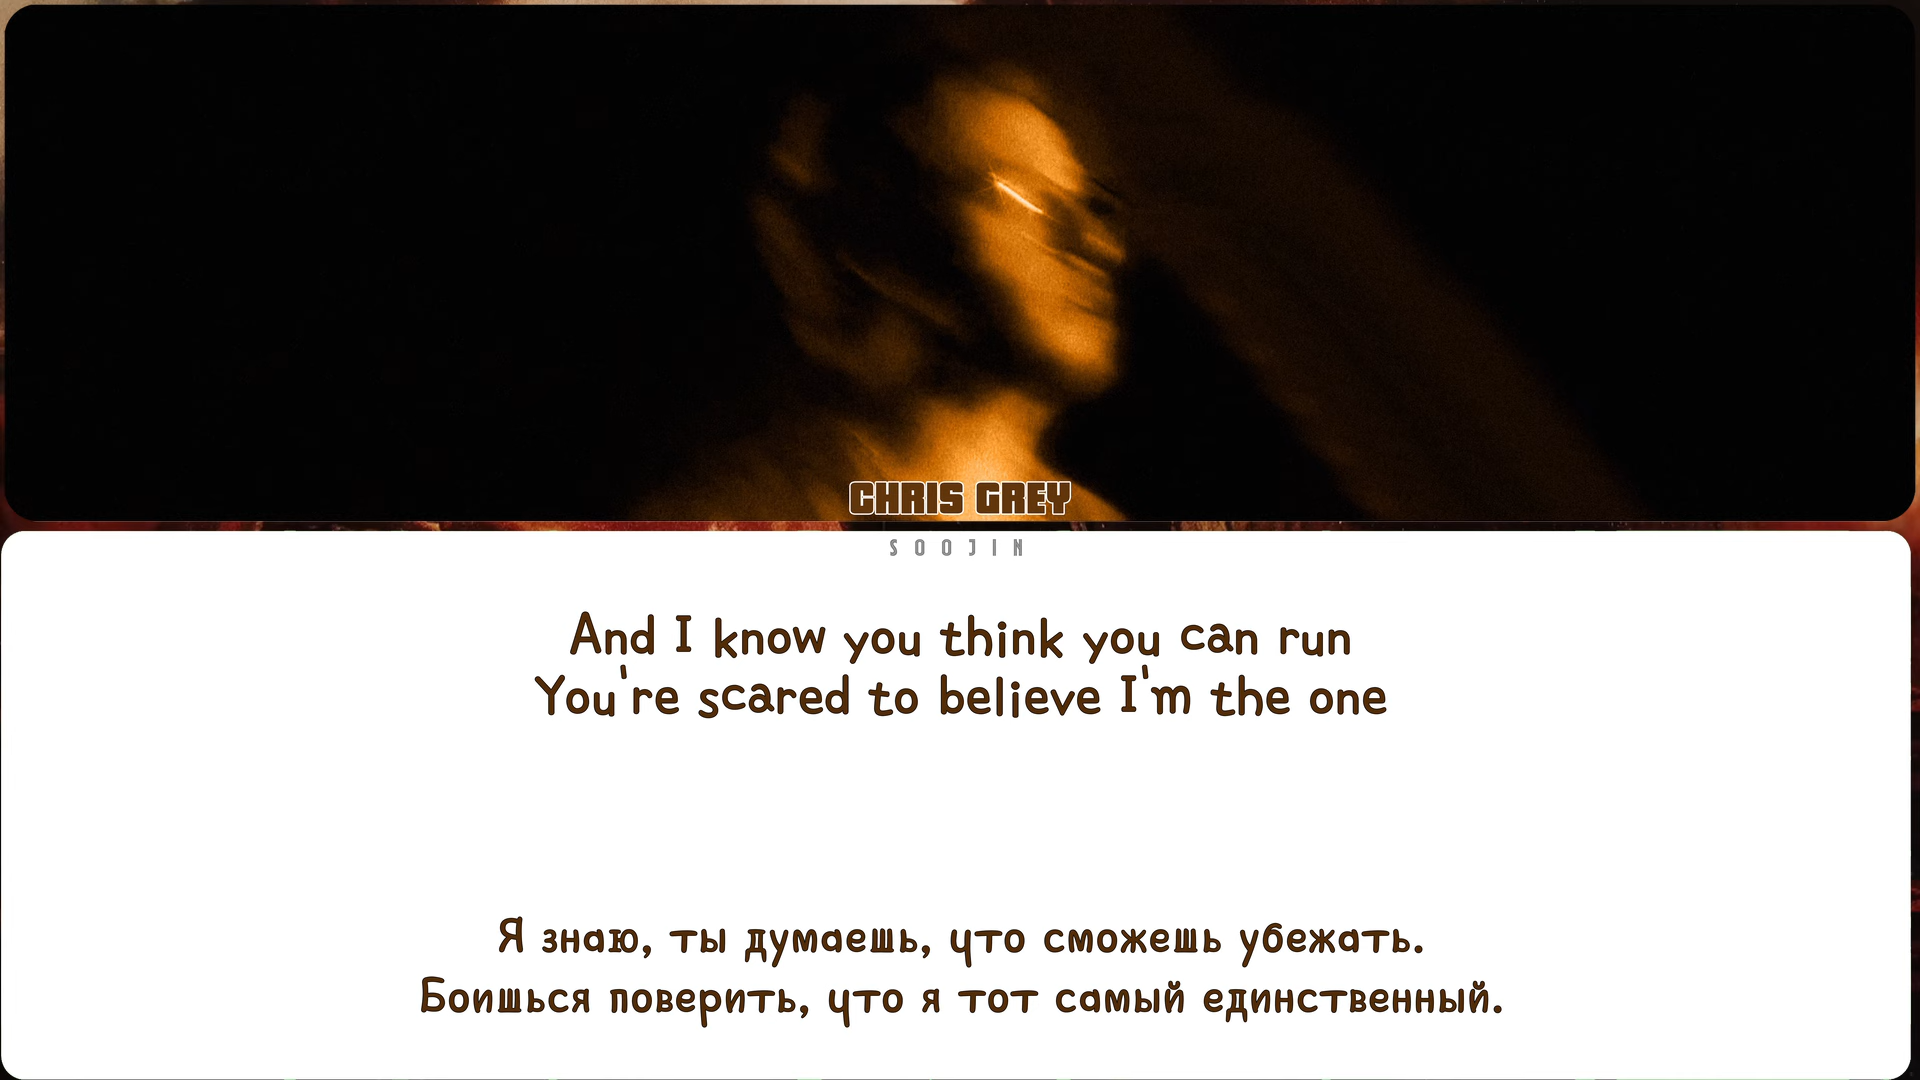 CHRIS GREY
SOOJIN
And I know you think you can run
You're scared to believe I'm the one
Я знаю, ты думаешь, что сможешь убежать.
Боишься поверить, что я тот самый единственный.